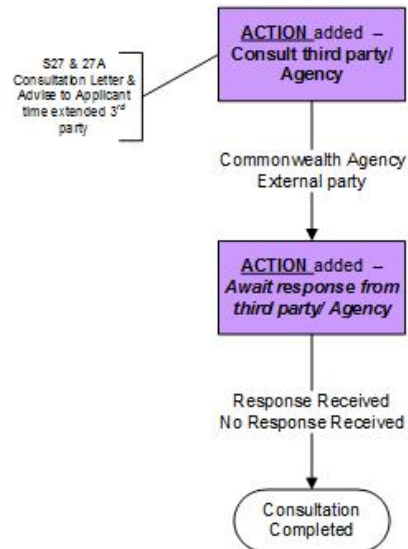 ACTION added –
Consult third party/
Agency
S27 & 27A
Consultation Letter &
Advise to Applicant
time extended 3rd
party
Commonwealth Agency
External party
ACTION added –
Await response from
third party/ Agency
Response Received
No Response Received
Consultation
Completed